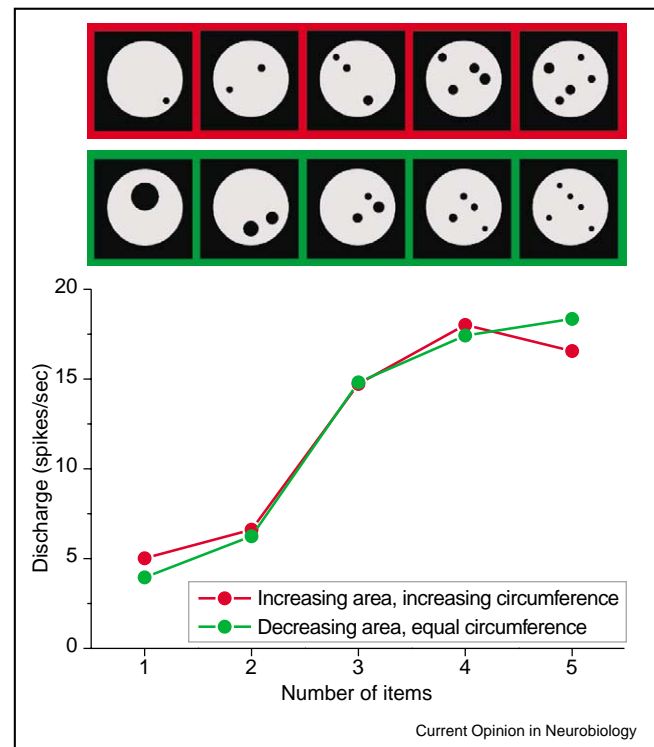 20
15
10
5
0
Discharge (spikes/sec)
Increasing area, increasing circumference
Decreasing area, equal circumference
1 2 3 4 5
Number of items
Current Opinion in Neurobiology